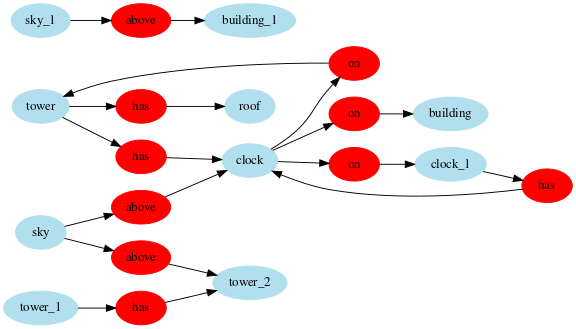 sky_1 above building_1
on
tower has roof
on building
has clock on clock_1
has
above
sky
above
tower_2
tower_1 has